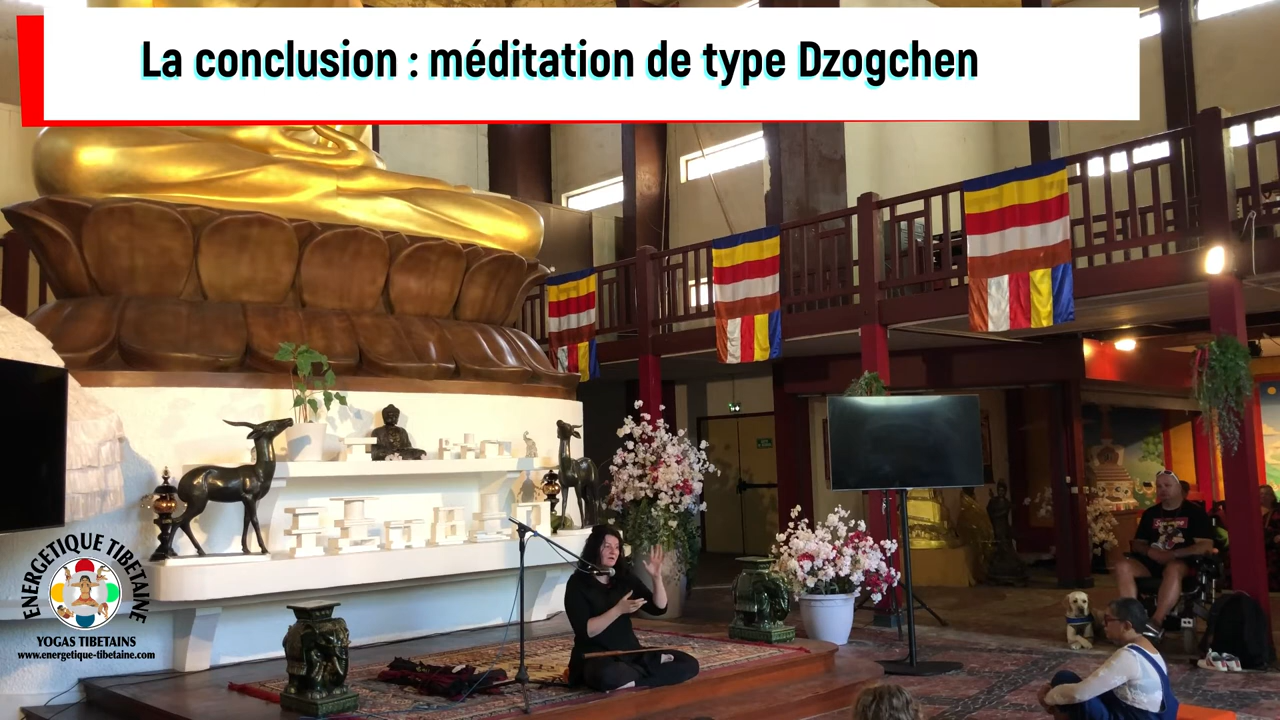 La conclusion : méditation de type Dzogchen
ENERGETIQUE TIBETAINE
YOGAS TIBETAINS
www.energetique-tibetaine.com